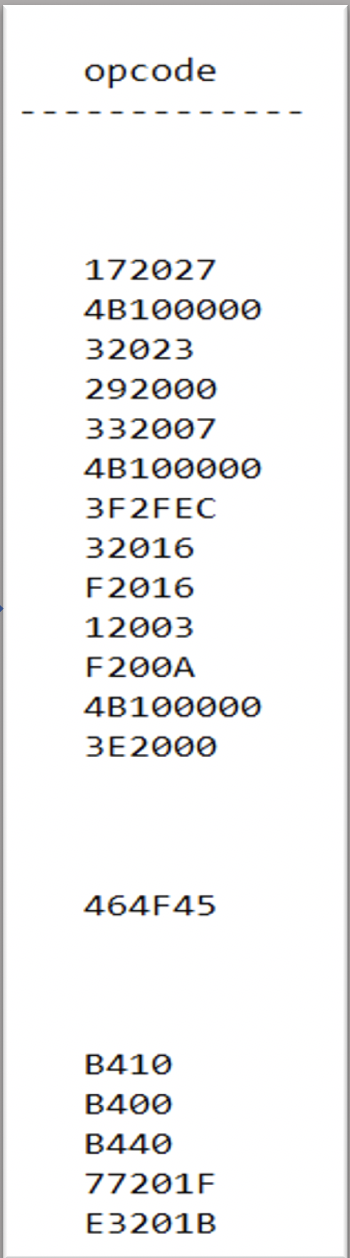 opcode
-------------
172027
4B100000
32023
292000
332007
4B100000
3F2FEC
32016
F2016
12003
F200A
4B100000
3E2000
464F45
B410
B400
B440
77201F
E3201B